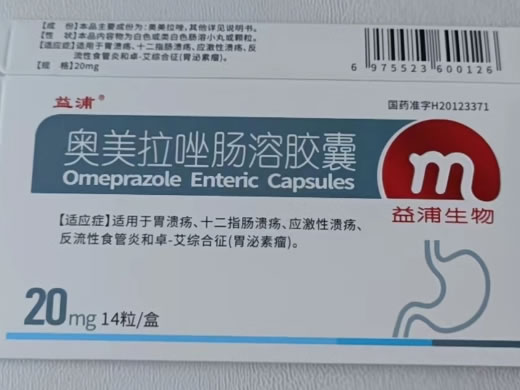 【成　份】本品主要成份为:奥美拉唑,其他详见说明书。
【性　状】本品内容物为白色或类白色肠溶小丸或颗粒。
【适应症】适用于胃溃疡、十二指肠溃疡、应激性溃疡、反
流性食管炎和卓-艾综合征(胃泌素瘤)。
【规　格】20mg
6 975523 600126
益浦®
国药准字H20123371
奥美拉唑肠溶胶囊
Omeprazole Enteric Capsules
m
益浦生物
【适应症】适用于胃溃疡、十二指肠溃疡、应激性溃疡、
反流性食管炎和卓-艾综合征(胃泌素瘤)。
20mg 14粒/盒